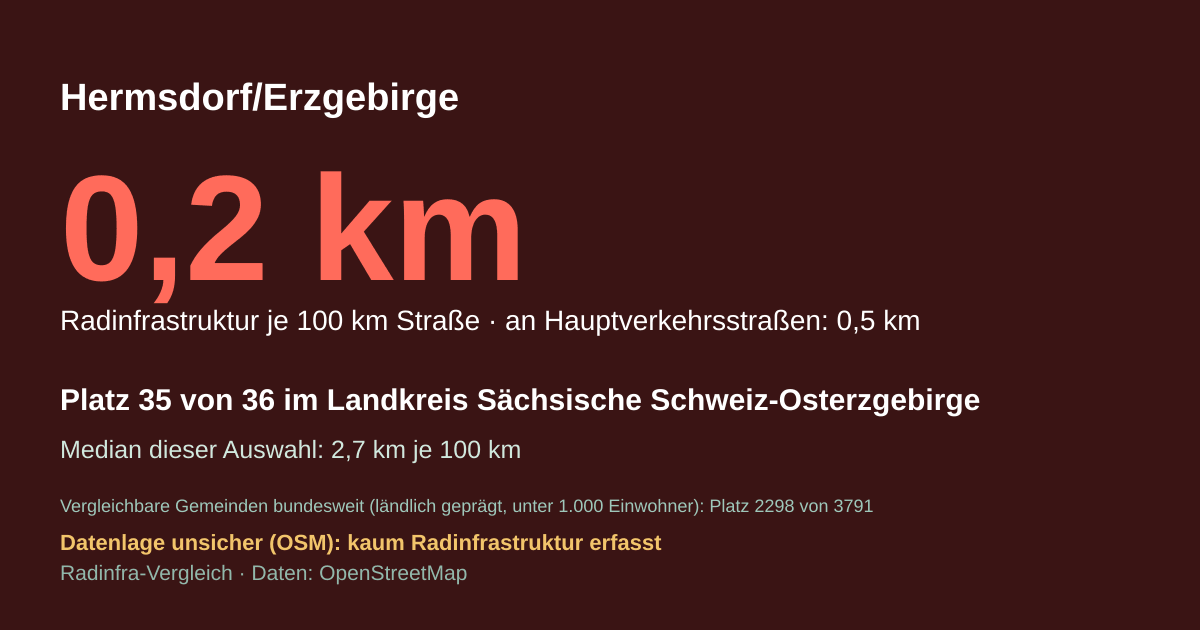 Hermsdorf/Erzgebirge
0,2 km
Radinfrastruktur je 100 km Straße · an Hauptverkehrsstraßen: 0,5 km
Platz 35 von 36 im Landkreis Sächsische Schweiz-Osterzgebirge
Median dieser Auswahl: 2,7 km je 100 km
Vergleichbare Gemeinden bundesweit (ländlich geprägt, unter 1.000 Einwohner): Platz 2298 von 3791
Datenlage unsicher (OSM): kaum Radinfrastruktur erfasst
Radinfra-Vergleich · Daten: OpenStreetMap